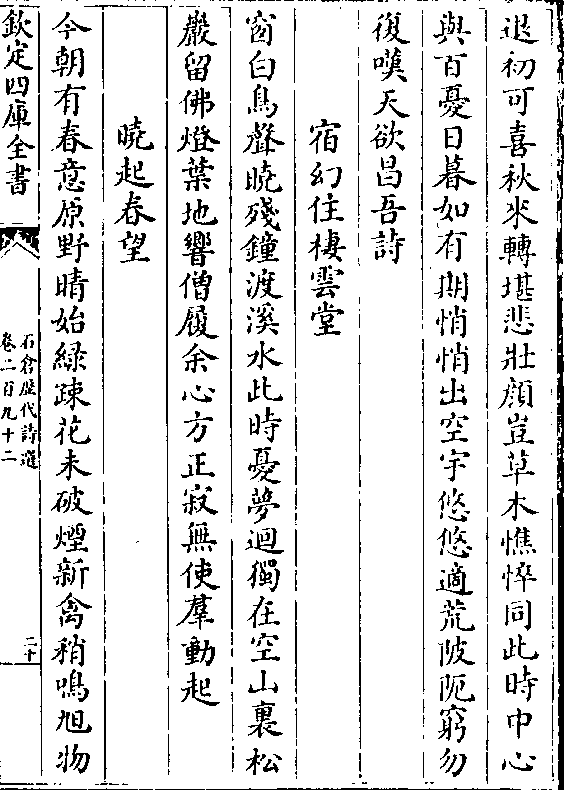 退初可喜秋來轉堪悲壯顔豈草木憔悴同此時中心
與百憂日暮如有期悄悄出空宇悠悠適荒陂阨窮勿
復嘆天欲昌吾詩
宿幻住棲雲堂
窗白鳥聲曉殘鐘渡溪水此時憂夢迴獨在空山裏松
巖留佛燈葉地響僧履余心方正寂無使羣動起
曉起春望
今朝有春意原野晴始緑疎花未破煙新禽稍鳴旭物
欽定四庫全書
石倉歴代詩選
卷二百九十二
二十